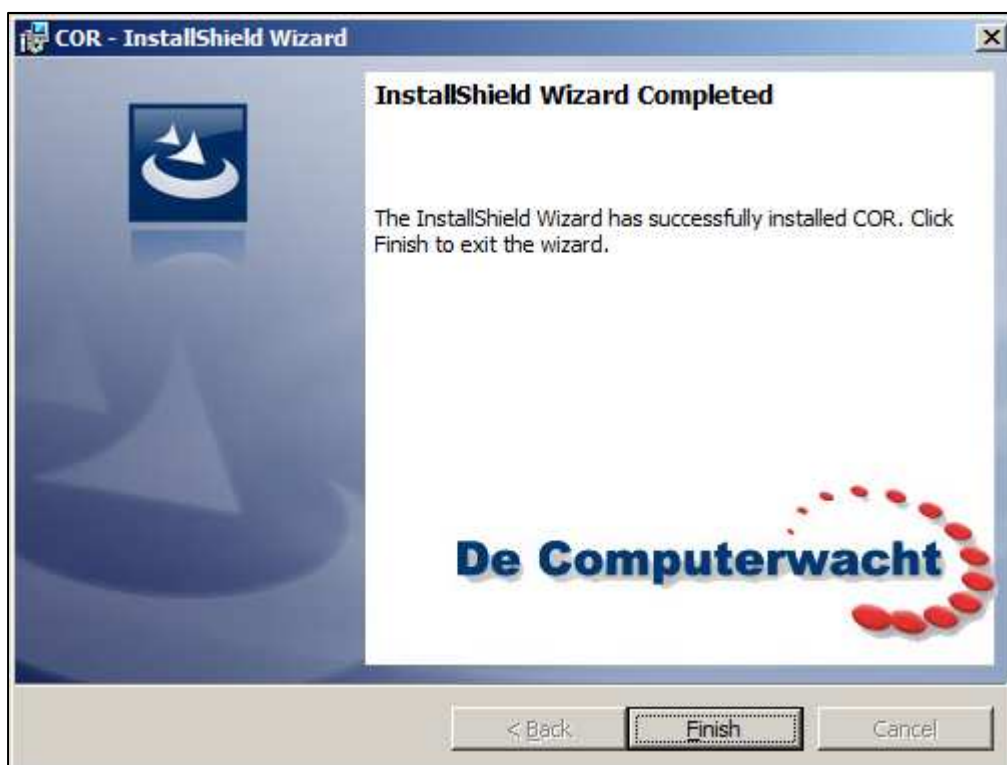 COR - InstallShield Wizard
InstallShield Wizard Completed
The InstallShield Wizard has successfully installed COR. Click
Finish to exit the wizard.
De Computerwacht
< Back
Finish
Cancel